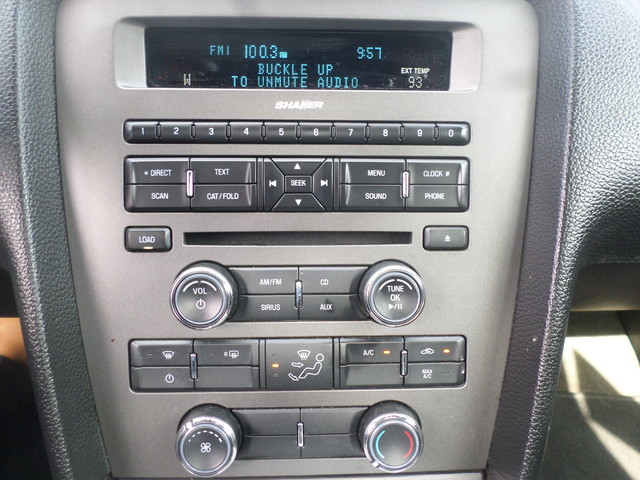 FM1 100.3 FM 9:57
BUCKLE UP
W TO UNMUTE AUDIO EXT TEMP 93°
SHAKER
1 2 3 4 5 6 7 8 9 0
* DIRECT TEXT SEEK MENU CLOCK #
SCAN CAT/FOLD SOUND PHONE
LOAD
VOL AM/FM CD TUNE
SIRIUS AUX OK
R A/C MAX A/C